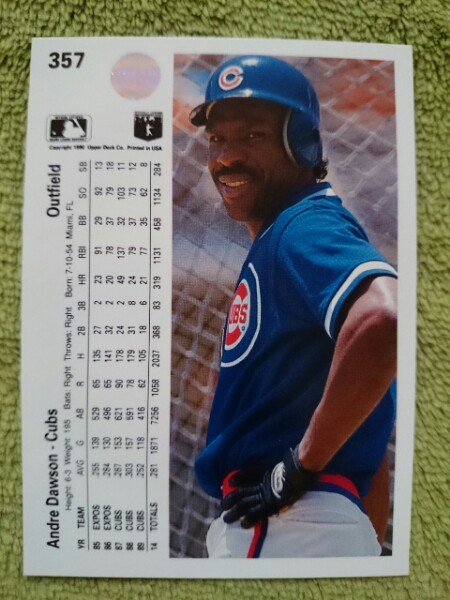 357
Copyright 1990 Upper Deck Co. Printed in USA
Andre Dawson - Cubs Outfield
Height: 6-3 Weight: 195 Bats: Right Throws: Right Born: 7-10-54 Miami, FL
YR TEAM AVG G AB R H 2B 3B HR RBI BB SO SB
85 EXPOS .255 139 529 65 135 27 2 23 91 29 92 13
86 EXPOS .284 130 496 65 141 32 2 20 78 37 79 18
87 CUBS .287 153 621 90 178 24 2 49 137 32 103 11
88 CUBS .303 157 591 78 179 31 8 24 79 37 73 12
89 CUBS .252 118 416 62 105 18 6 21 77 35 62 8
14 TOTALS .281 1871 7256 1058 2037 368 83 319 1131 458 1134 284
C
CUBS